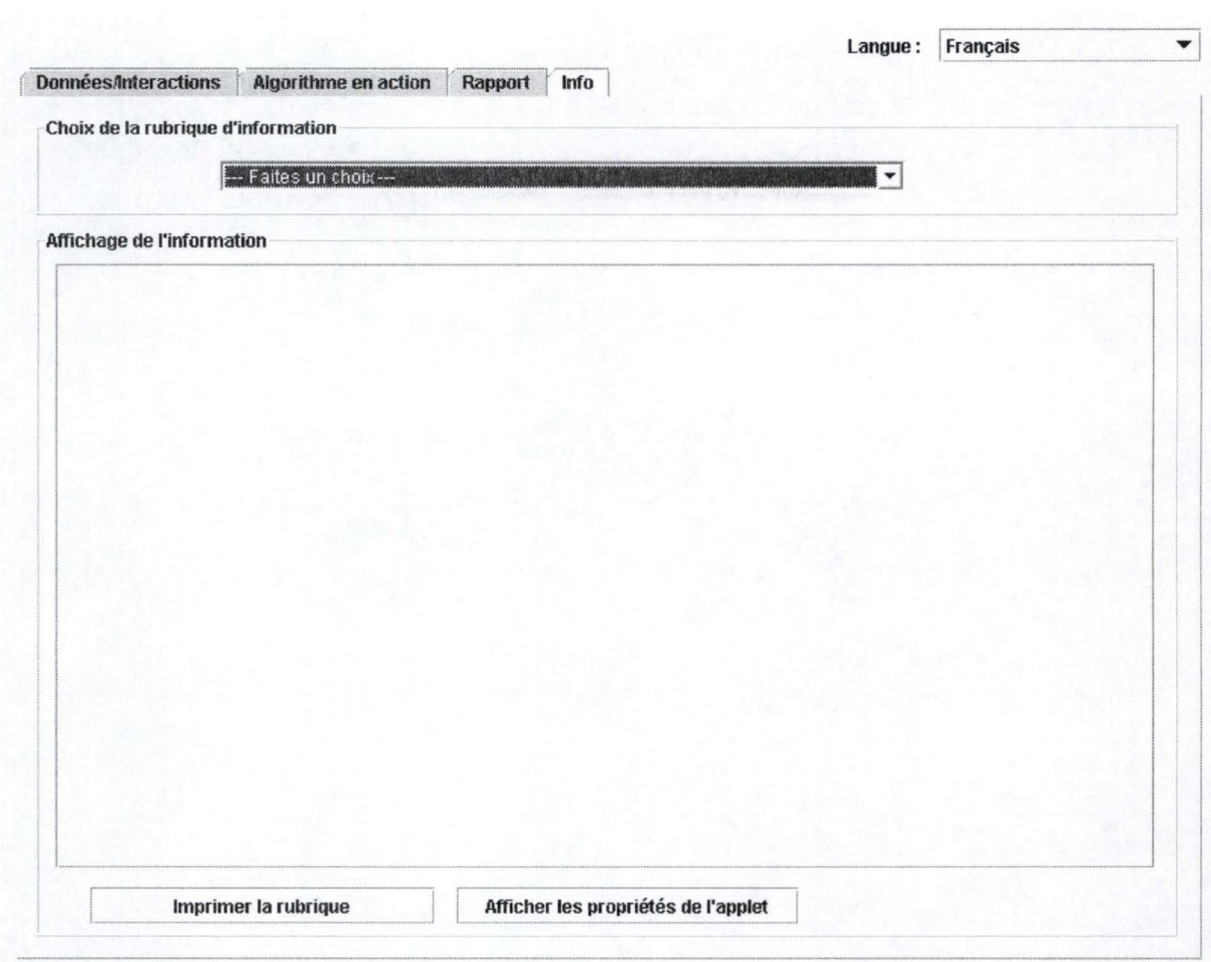 Langue : Français
Données/Interactions Algorithme en action Rapport Info
Choix de la rubrique d'information
--- Faites un choix---
Affichage de l'information
Imprimer la rubrique Afficher les propriétés de l'applet